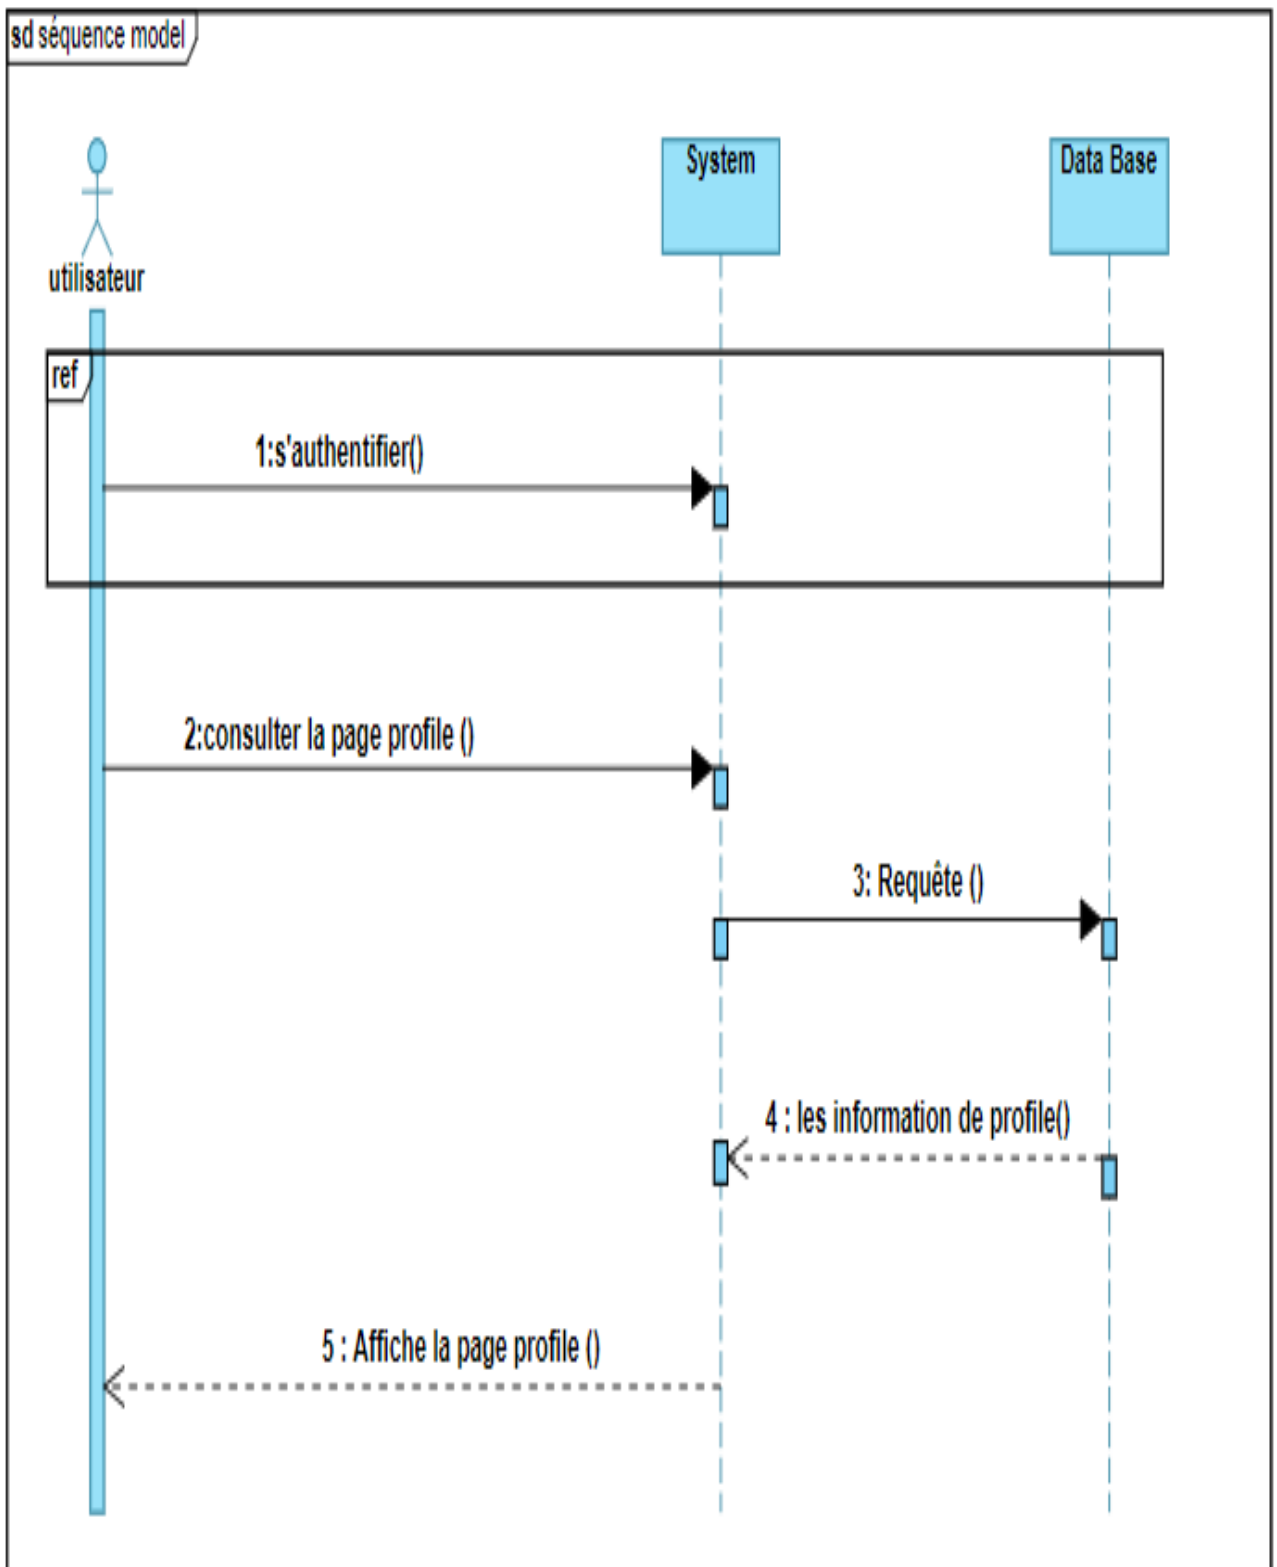 sd séquence model
System
Data Base
utilisateur
ref
1:s'authentifier()
2:consulter la page profile ()
3: Requête ()
4 : les information de profile()
5 : Affiche la page profile ()